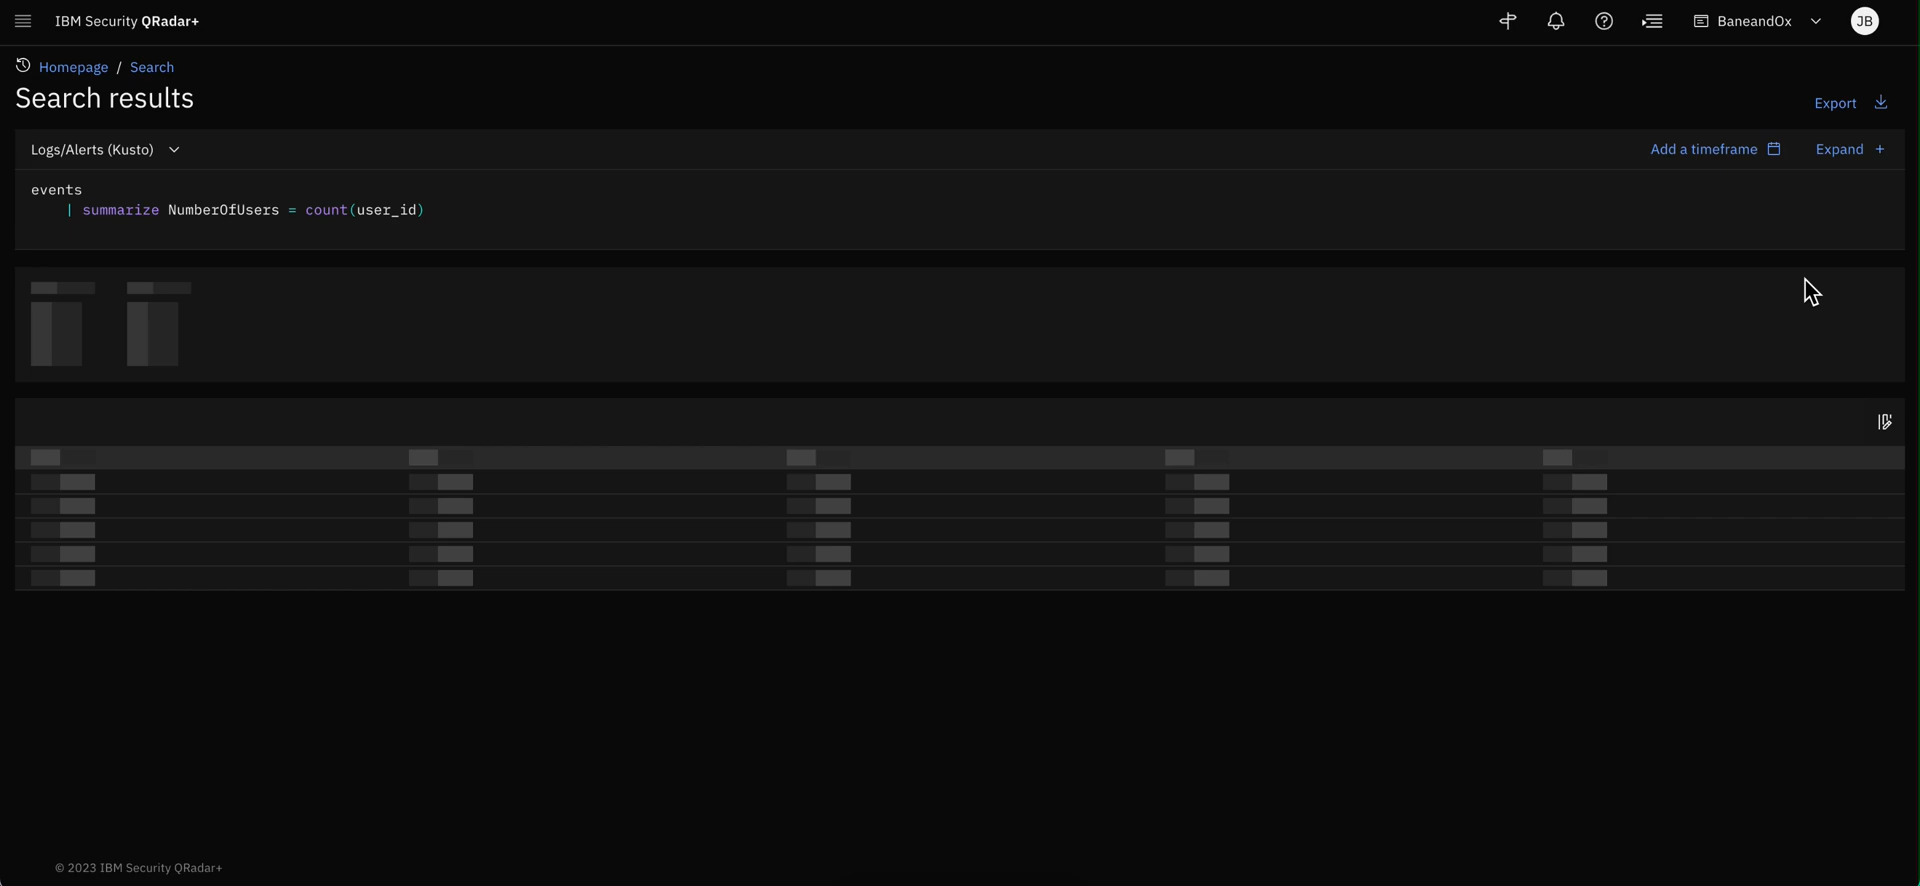 IBM Security QRadar+
BaneandOx
JB
Homepage / Search
Search results
Export
Logs/Alerts (Kusto)
Add a timeframe
Expand +
events
| summarize NumberOfUsers = count(user_id)
© 2023 IBM Security QRadar+